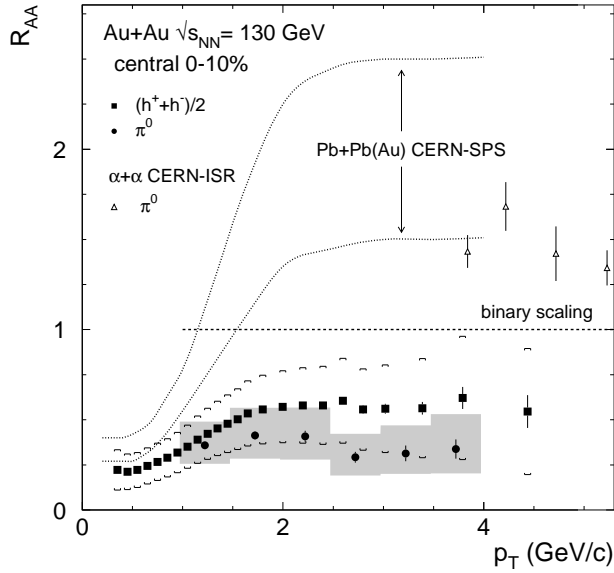 R_AA
Au+Au √s_NN = 130 GeV
central 0-10%
(h⁺+h⁻)/2
π⁰
α+α CERN-ISR
π⁰
Pb+Pb(Au) CERN-SPS
binary scaling
2
1
0
0 2 4
p_T (GeV/c)